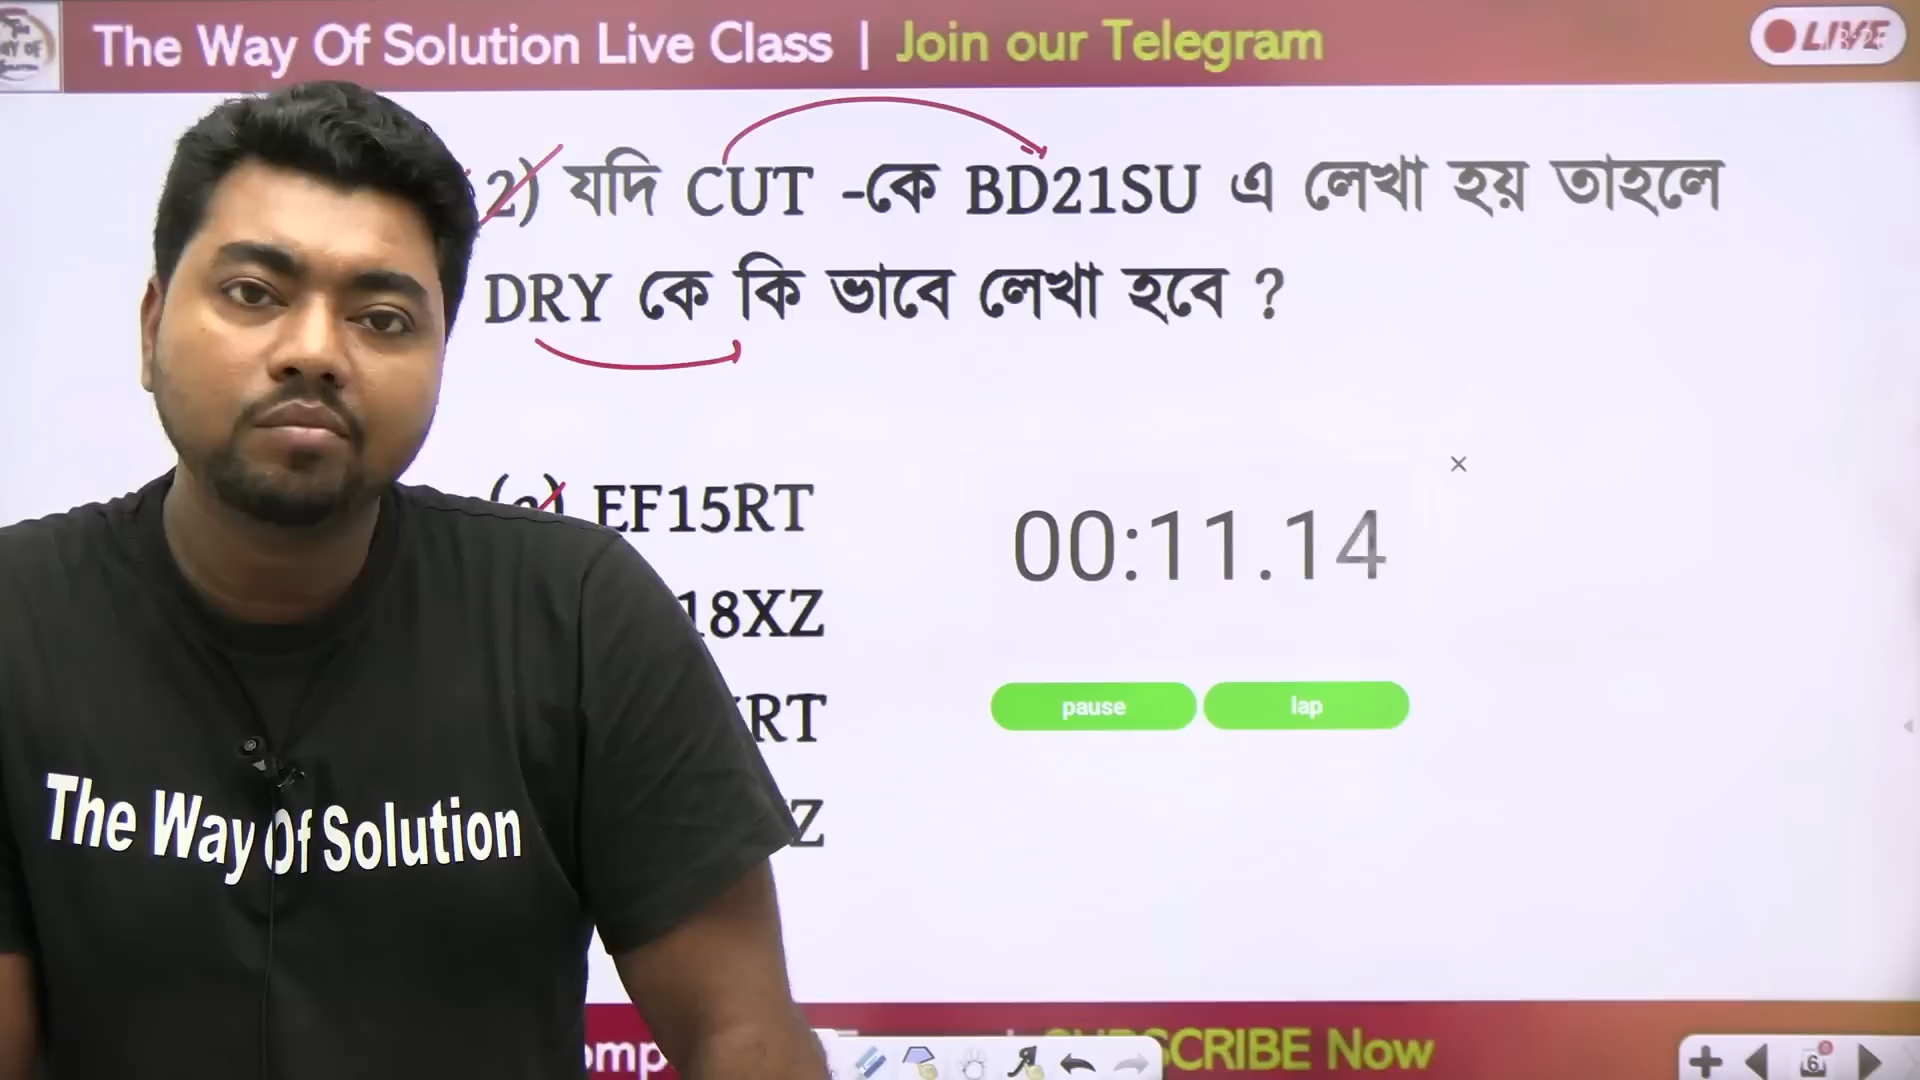 The Way Of Solution Live Class | Join our Telegram
LIVE
2) যদি CUT -কে BD21SU এ লেখা হয় তাহলে
DRY কে কি ভাবে লেখা হবে ?
EF15RT
18XZ
RT
Z
00:11.14
pause lap
The Way Of Solution
SCRIBE Now
6